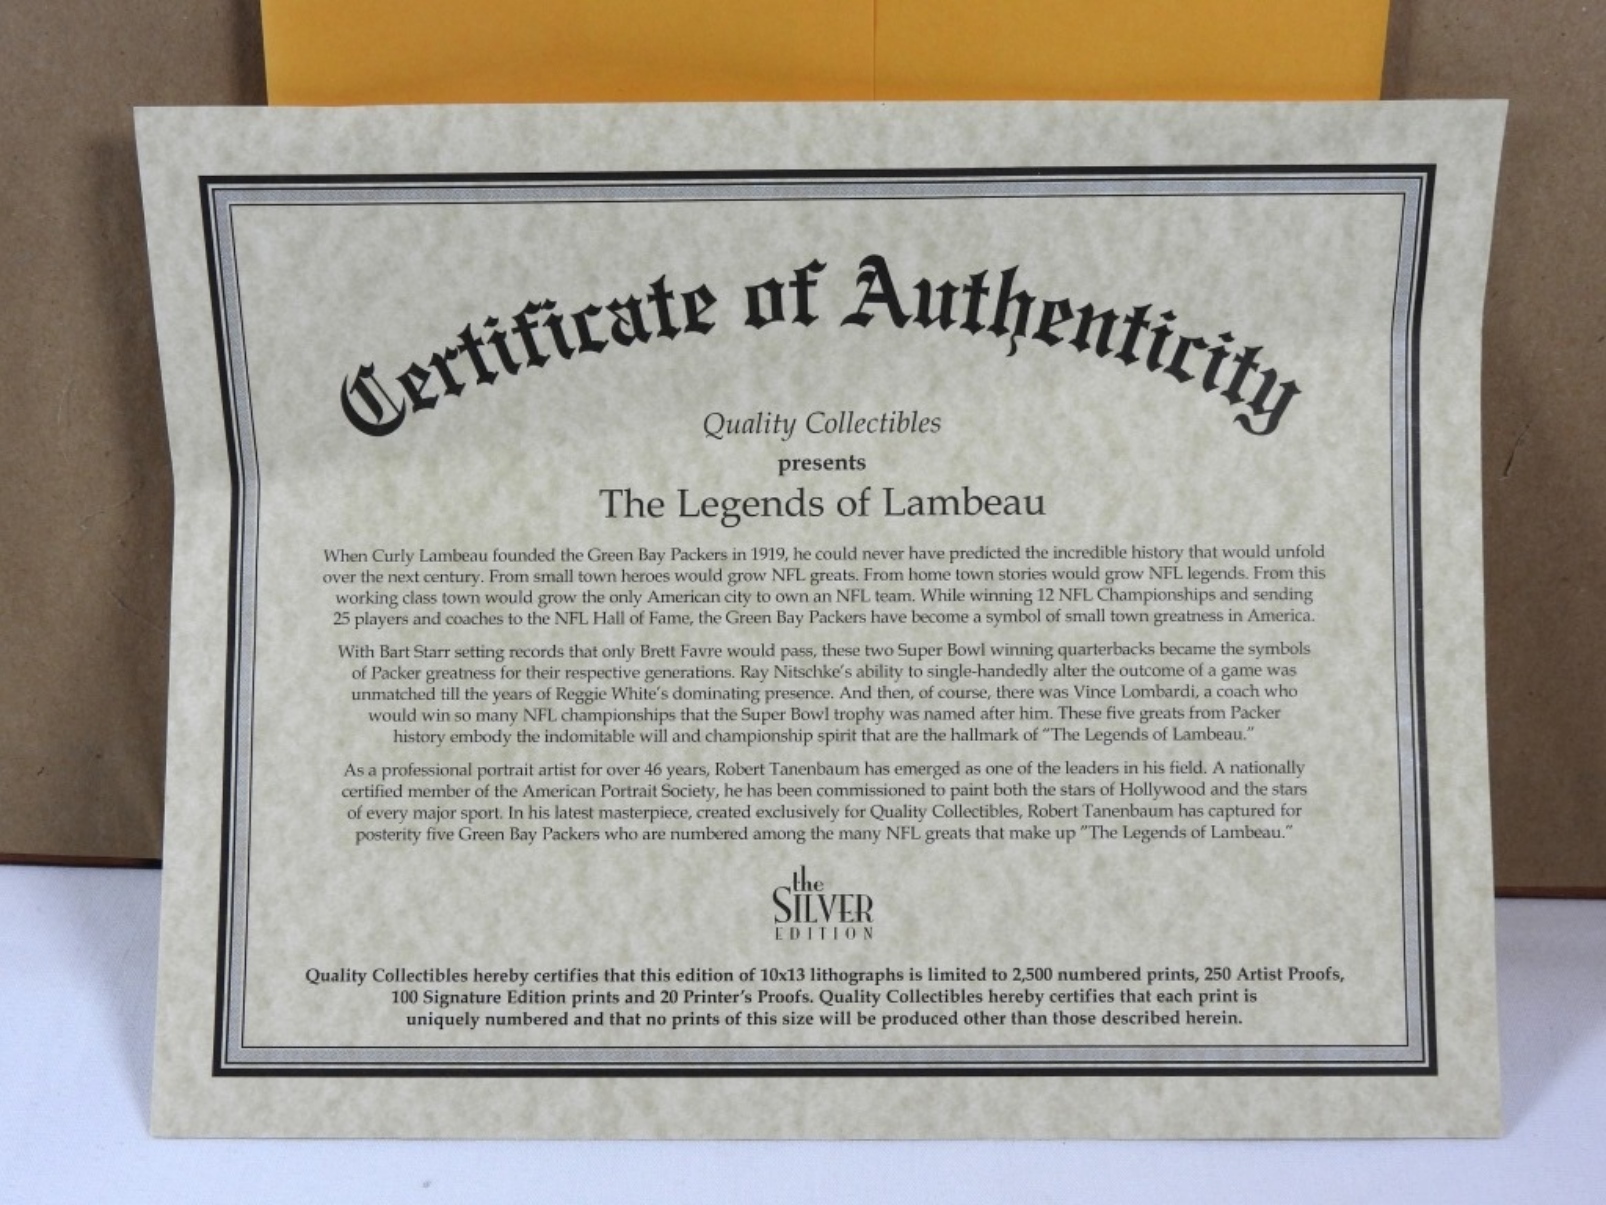 Certificate of Authenticity
Quality Collectibles
presents
The Legends of Lambeau
When Curly Lambeau founded the Green Bay Packers in 1919, he could never have predicted the incredible history that would unfold
over the next century. From small town heroes would grow NFL greats. From home town stories would grow NFL legends. From this
working class town would grow the only American city to own an NFL team. While winning 12 NFL Championships and sending
25 players and coaches to the NFL Hall of Fame, the Green Bay Packers have become a symbol of small town greatness in America.
With Bart Starr setting records that only Brett Favre would pass, these two Super Bowl winning quarterbacks became the symbols
of Packer greatness for their respective generations. Ray Nitschke's ability to single-handedly alter the outcome of a game was
unmatched till the years of Reggie White's dominating presence. And then, of course, there was Vince Lombardi, a coach who
would win so many NFL championships that the Super Bowl trophy was named after him. These five greats from Packer
history embody the indomitable will and championship spirit that are the hallmark of "The Legends of Lambeau."
As a professional portrait artist for over 46 years, Robert Tanenbaum has emerged as one of the leaders in his field. A nationally
certified member of the American Portrait Society, he has been commissioned to paint both the stars of Hollywood and the stars
of every major sport. In his latest masterpiece, created exclusively for Quality Collectibles, Robert Tanenbaum has captured for
posterity five Green Bay Packers who are numbered among the many NFL greats that make up "The Legends of Lambeau."
the
SILVER
EDITION
Quality Collectibles hereby certifies that this edition of 10x13 lithographs is limited to 2,500 numbered prints, 250 Artist Proofs,
100 Signature Edition prints and 20 Printer's Proofs. Quality Collectibles hereby certifies that each print is
uniquely numbered and that no prints of this size will be produced other than those described herein.